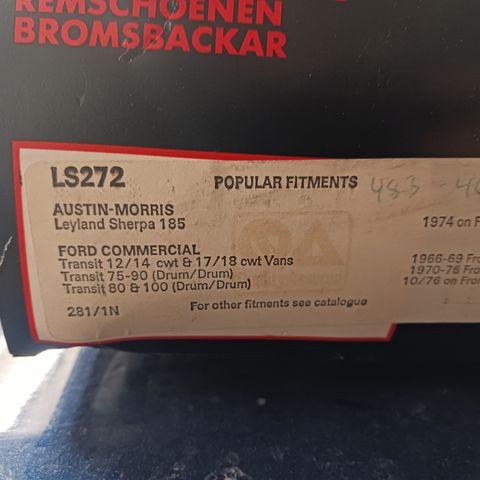 REMSCHOENEN
BROMSBACKAR
LS272 POPULAR FITMENTS 483
AUSTIN-MORRIS
Leyland Sherpa 185 1974 on
FORD COMMERCIAL
Transit 12/14 cwt & 17/18 cwt Vans 1966-69
Transit 75-90 (Drum/Drum) 1970-76
Transit 80 & 100 (Drum/Drum) 10/76 on
281/1N For other fitments see catalogue